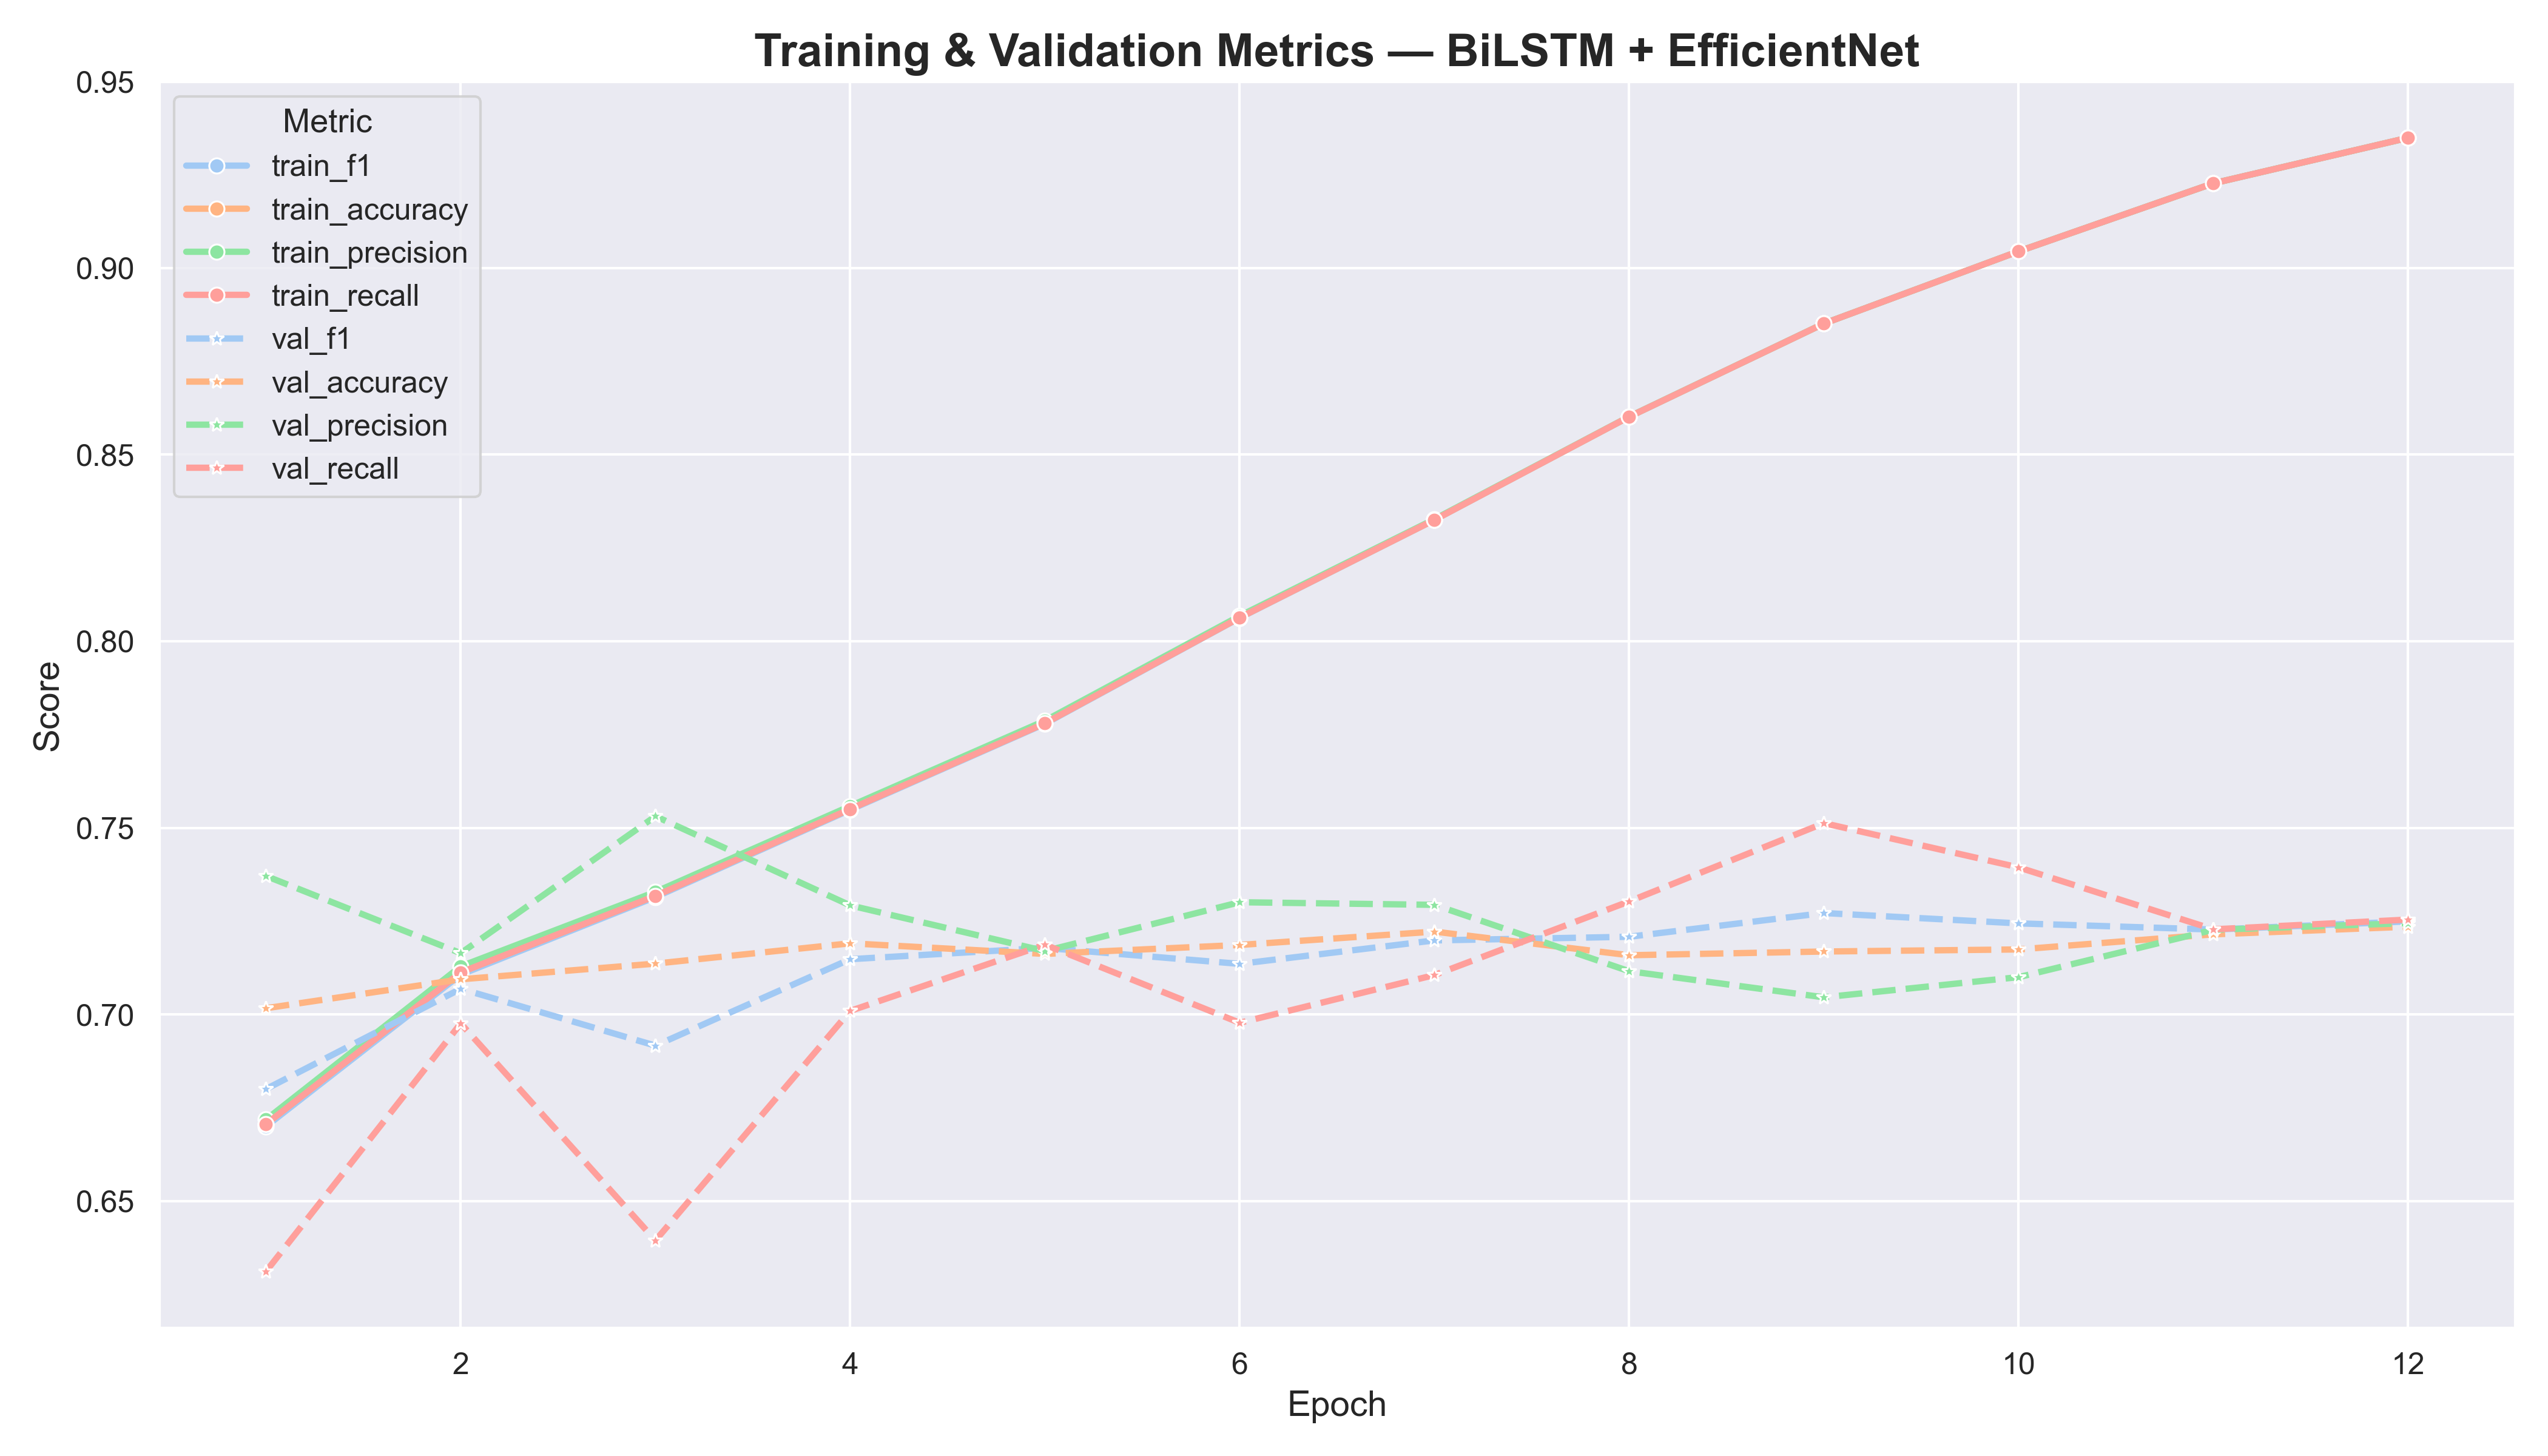 Training & Validation Metrics — BiLSTM + EfficientNet
0.95
0.90
0.85
0.80
0.75
0.70
0.65
Score
Metric
train_f1
train_accuracy
train_precision
train_recall
val_f1
val_accuracy
val_precision
val_recall
2 4 6 8 10 12
Epoch